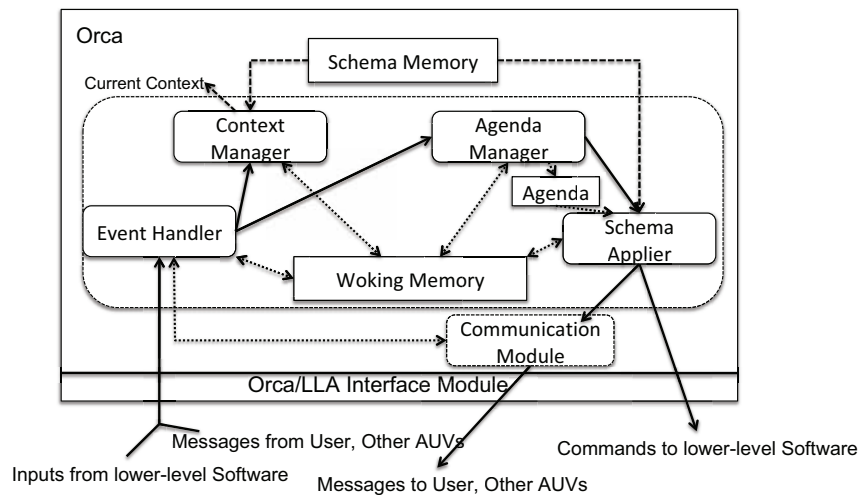 Orca
Schema Memory
Current Context
Context
Manager
Agenda
Manager
Agenda
Event Handler
Schema
Applier
Woking Memory
Communication
Module
Orca/LLA Interface Module
Messages from User, Other AUVs
Commands to lower-level Software
Inputs from lower-level Software
Messages to User, Other AUVs